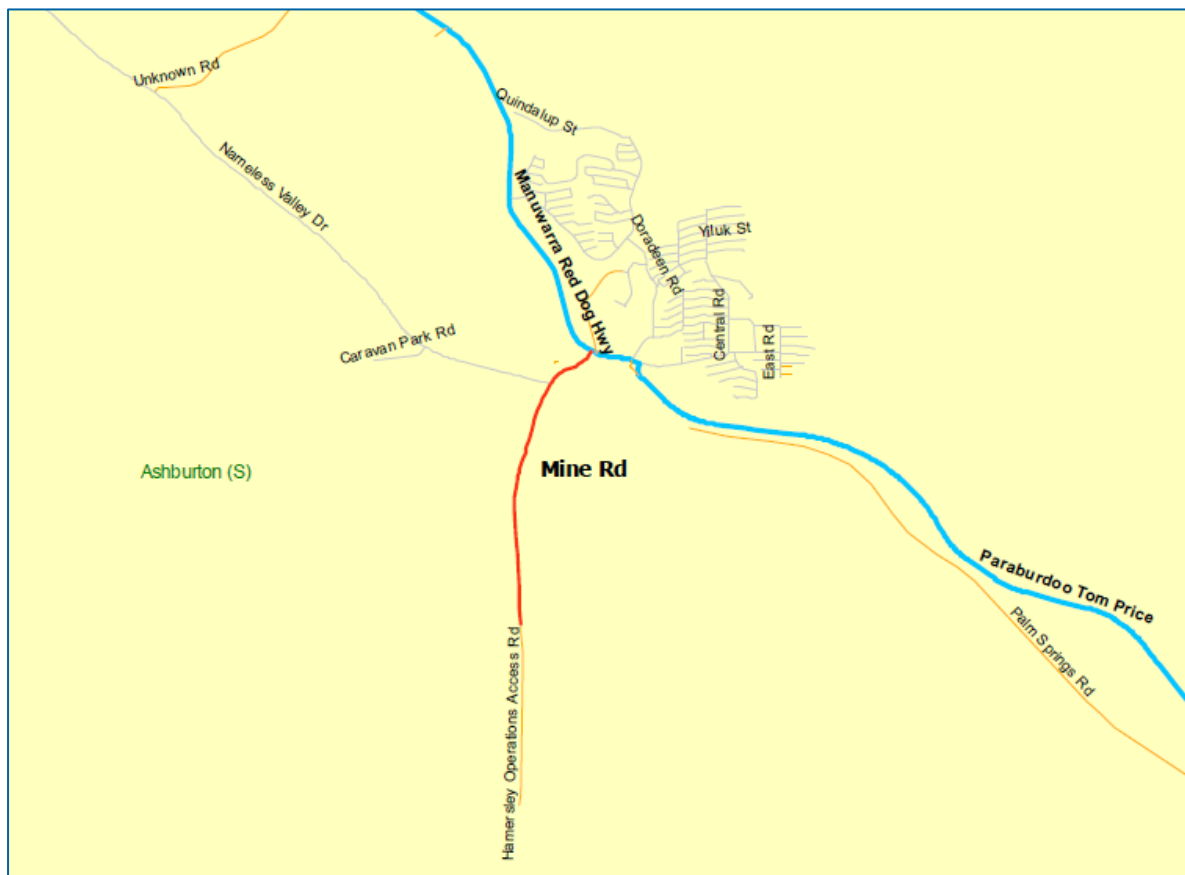 Unknown Rd
Quindalup St
Nameless Valley Dr
Manuwarra Red Dog Hwy
Doradeen Rd
Yiluk St
Central Rd
East Rd
Caravan Park Rd
Ashburton (S)
Mine Rd
Paraburdoo Tom Price
Palm Springs Rd
Hamersley Operations Access Rd